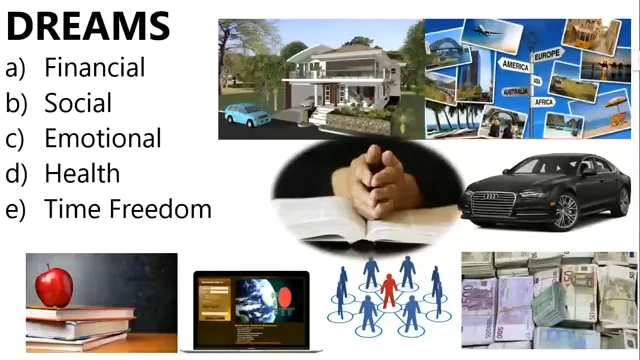 DREAMS
a) Financial
b) Social
c) Emotional
d) Health
e) Time Freedom
EUROPE
AMERICA
ASIA
AUSTRALIA
AFRICA